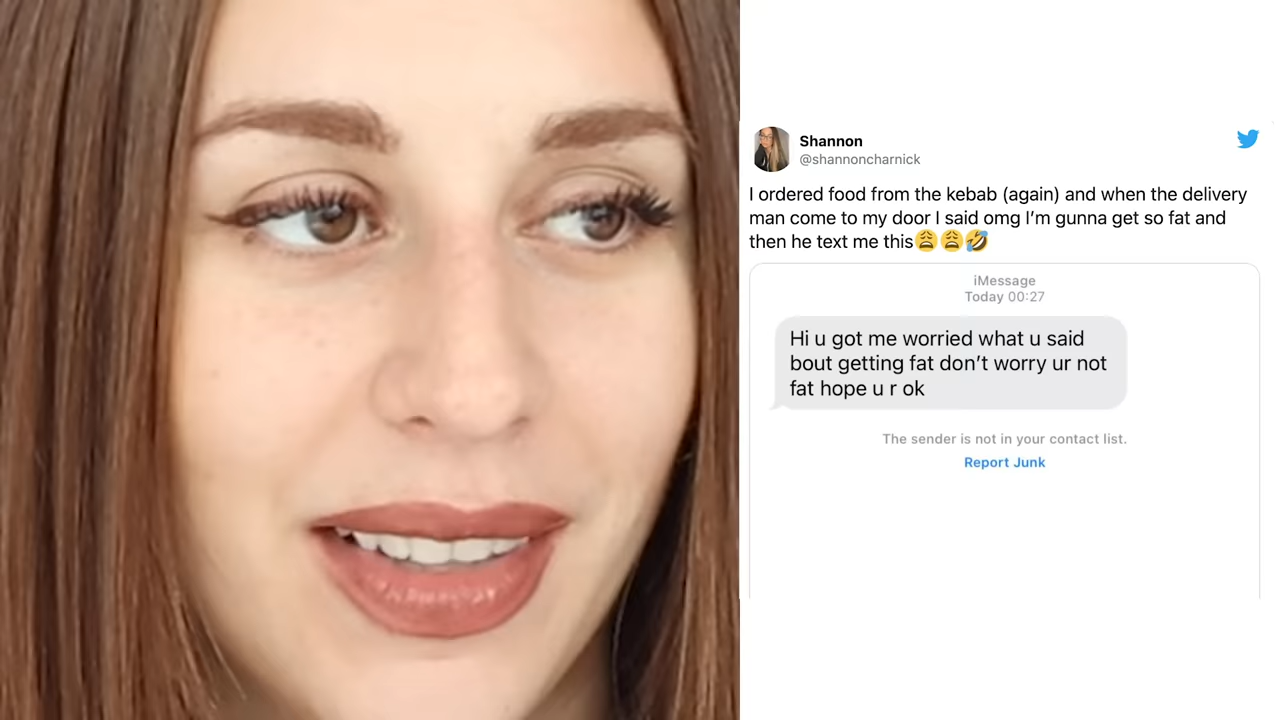 Shannon
@shannoncharnick
I ordered food from the kebab (again) and when the delivery
man come to my door I said omg I’m gunna get so fat and
then he text me this😩😩🤣
iMessage
Today 00:27
Hi u got me worried what u said
bout getting fat don’t worry ur not
fat hope u r ok
The sender is not in your contact list.
Report Junk